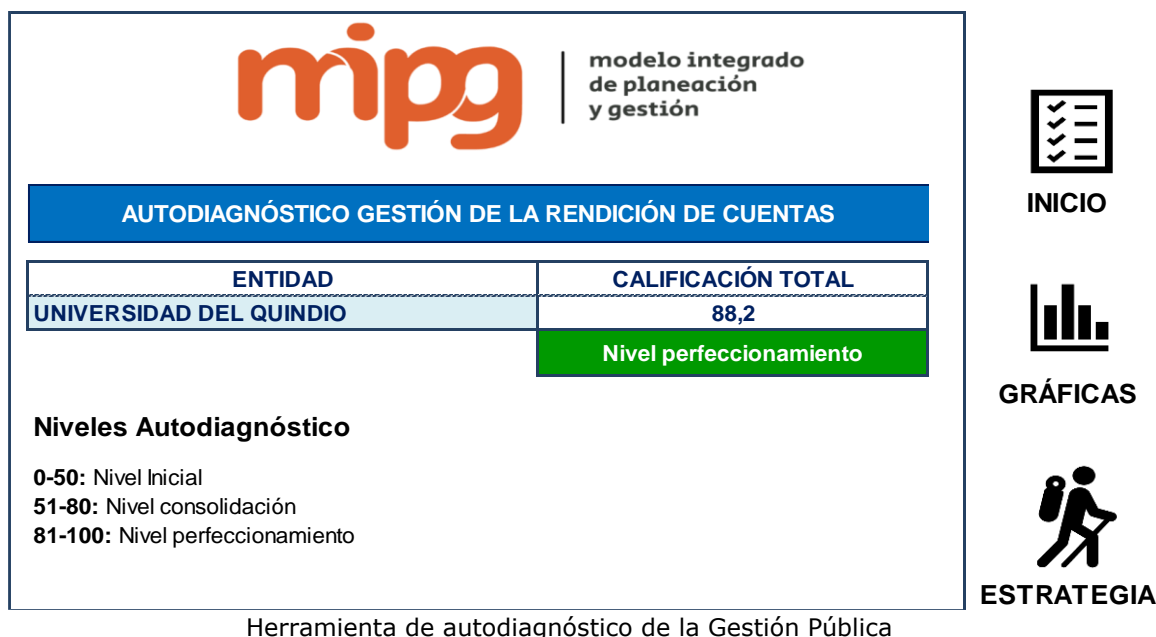 mipg
modelo integrado
de planeación
y gestión
AUTODIAGNÓSTICO GESTIÓN DE LA RENDICIÓN DE CUENTAS
ENTIDAD CALIFICACIÓN TOTAL
UNIVERSIDAD DEL QUINDIO 88,2
Nivel perfeccionamiento
Niveles Autodiagnóstico
0-50: Nivel Inicial
51-80: Nivel consolidación
81-100: Nivel perfeccionamiento
INICIO
GRÁFICAS
ESTRATEGIA
Herramienta de autodiagnóstico de la Gestión Pública